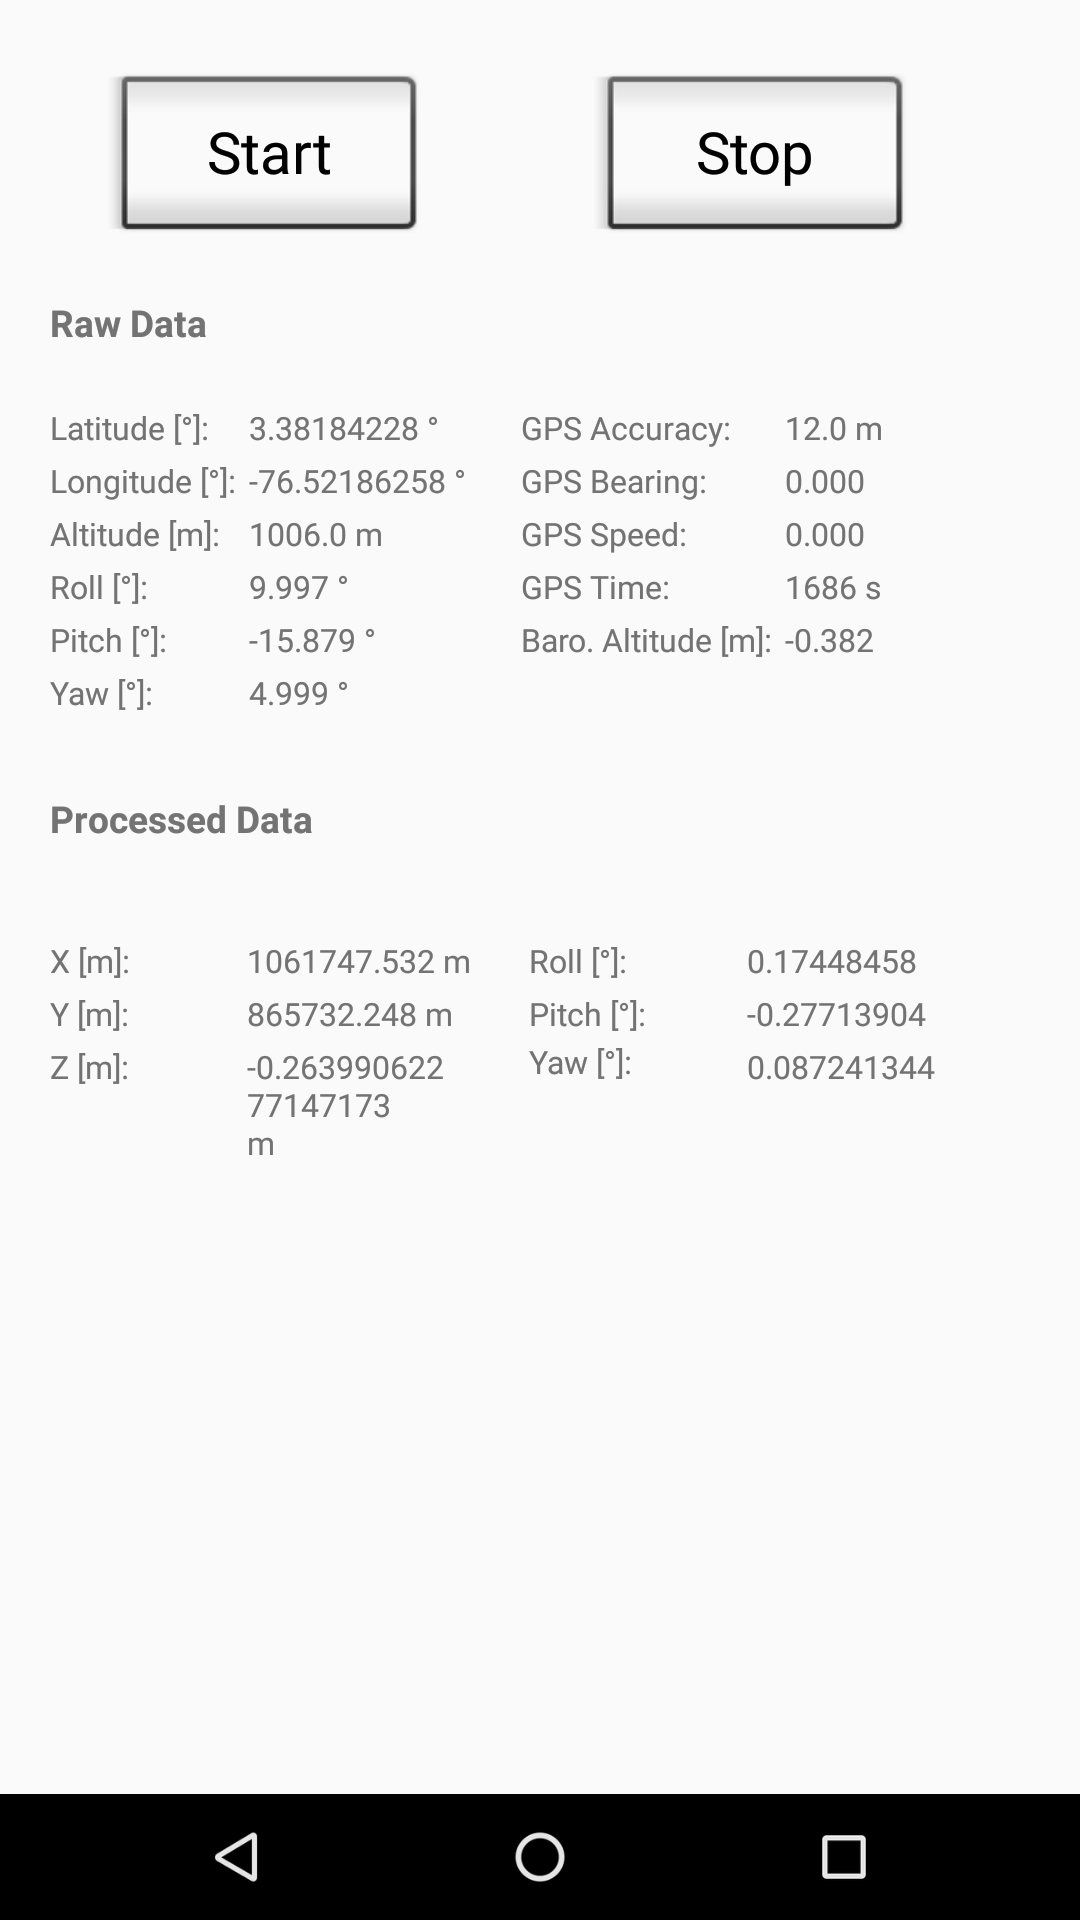 Start Stop
Raw Data
Latitude [°]: 3.38184228 ° GPS Accuracy: 12.0 m
Longitude [°]: -76.52186258 ° GPS Bearing: 0.000
Altitude [m]: 1006.0 m GPS Speed: 0.000
Roll [°]: 9.997 ° GPS Time: 1686 s
Pitch [°]: -15.879 ° Baro. Altitude [m]: -0.382
Yaw [°]: 4.999 °
Processed Data
X [m]: 1061747.532 m Roll [°]: 0.17448458
Y [m]: 865732.248 m Pitch [°]: -0.27713904
Z [m]: -0.263990622 Yaw [°]: 0.087241344
77147173
m